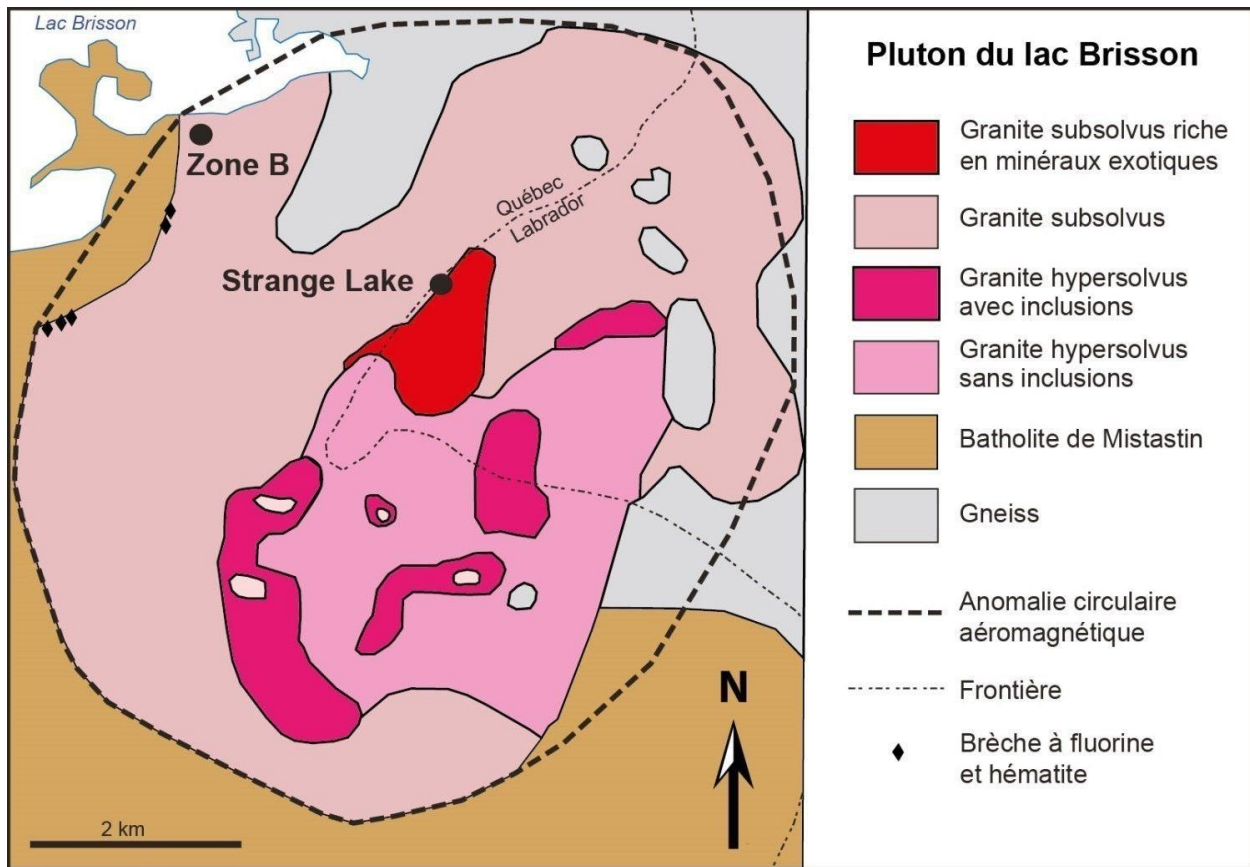 Lac Brisson
Zone B
Québec
Labrador
Strange Lake
N
2 km
Pluton du lac Brisson
Granite subsolvus riche
en minéraux exotiques
Granite subsolvus
Granite hypersolvus
avec inclusions
Granite hypersolvus
sans inclusions
Batholite de Mistastin
Gneiss
Anomalie circulaire
aéromagnétique
Frontière
Brèche à fluorine
et hématite